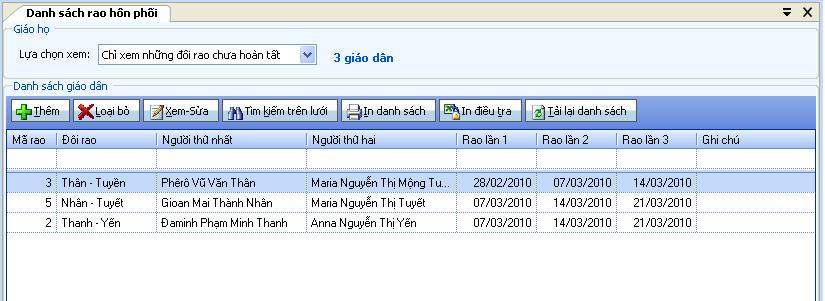 Danh sách rao hôn phối
Giáo họ
Lựa chọn xem: Chỉ xem những đôi rao chưa hoàn tất 3 giáo dân
Danh sách giáo dân
Thêm Loại bỏ Xem-Sửa Tìm kiếm trên lưới In danh sách In điều tra Tải lại danh sách
Mã rao Đôi rao Người thứ nhất Người thứ hai Rao lần 1 Rao lần 2 Rao lần 3 Ghi chú
3 Thân - Tuyền Phêrô Vũ Văn Thân Maria Nguyễn Thị Mộng Tu... 28/02/2010 07/03/2010 14/03/2010
5 Nhân - Tuyết Gioan Mai Thành Nhân Maria Nguyễn Thị Tuyết 07/03/2010 14/03/2010 21/03/2010
2 Thanh - Yến Đaminh Phạm Minh Thanh Anna Nguyễn Thị Yến 07/03/2010 14/03/2010 21/03/2010